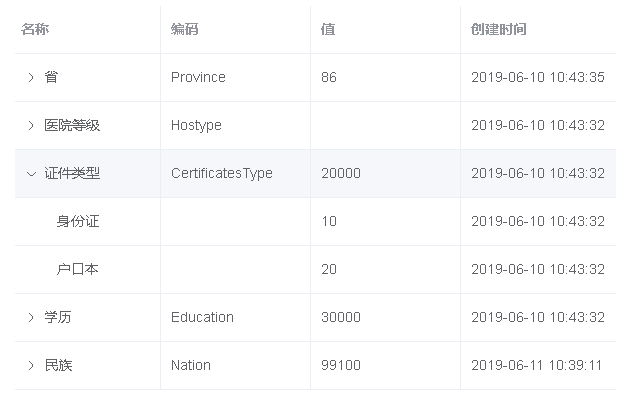 名称 编码 值 创建时间
省 Province 86 2019-06-10 10:43:35
医院等级 Hostype 2019-06-10 10:43:32
证件类型 CertificatesType 20000 2019-06-10 10:43:32
身份证 10 2019-06-10 10:43:32
户口本 20 2019-06-10 10:43:32
学历 Education 30000 2019-06-10 10:43:32
民族 Nation 99100 2019-06-11 10:39:11